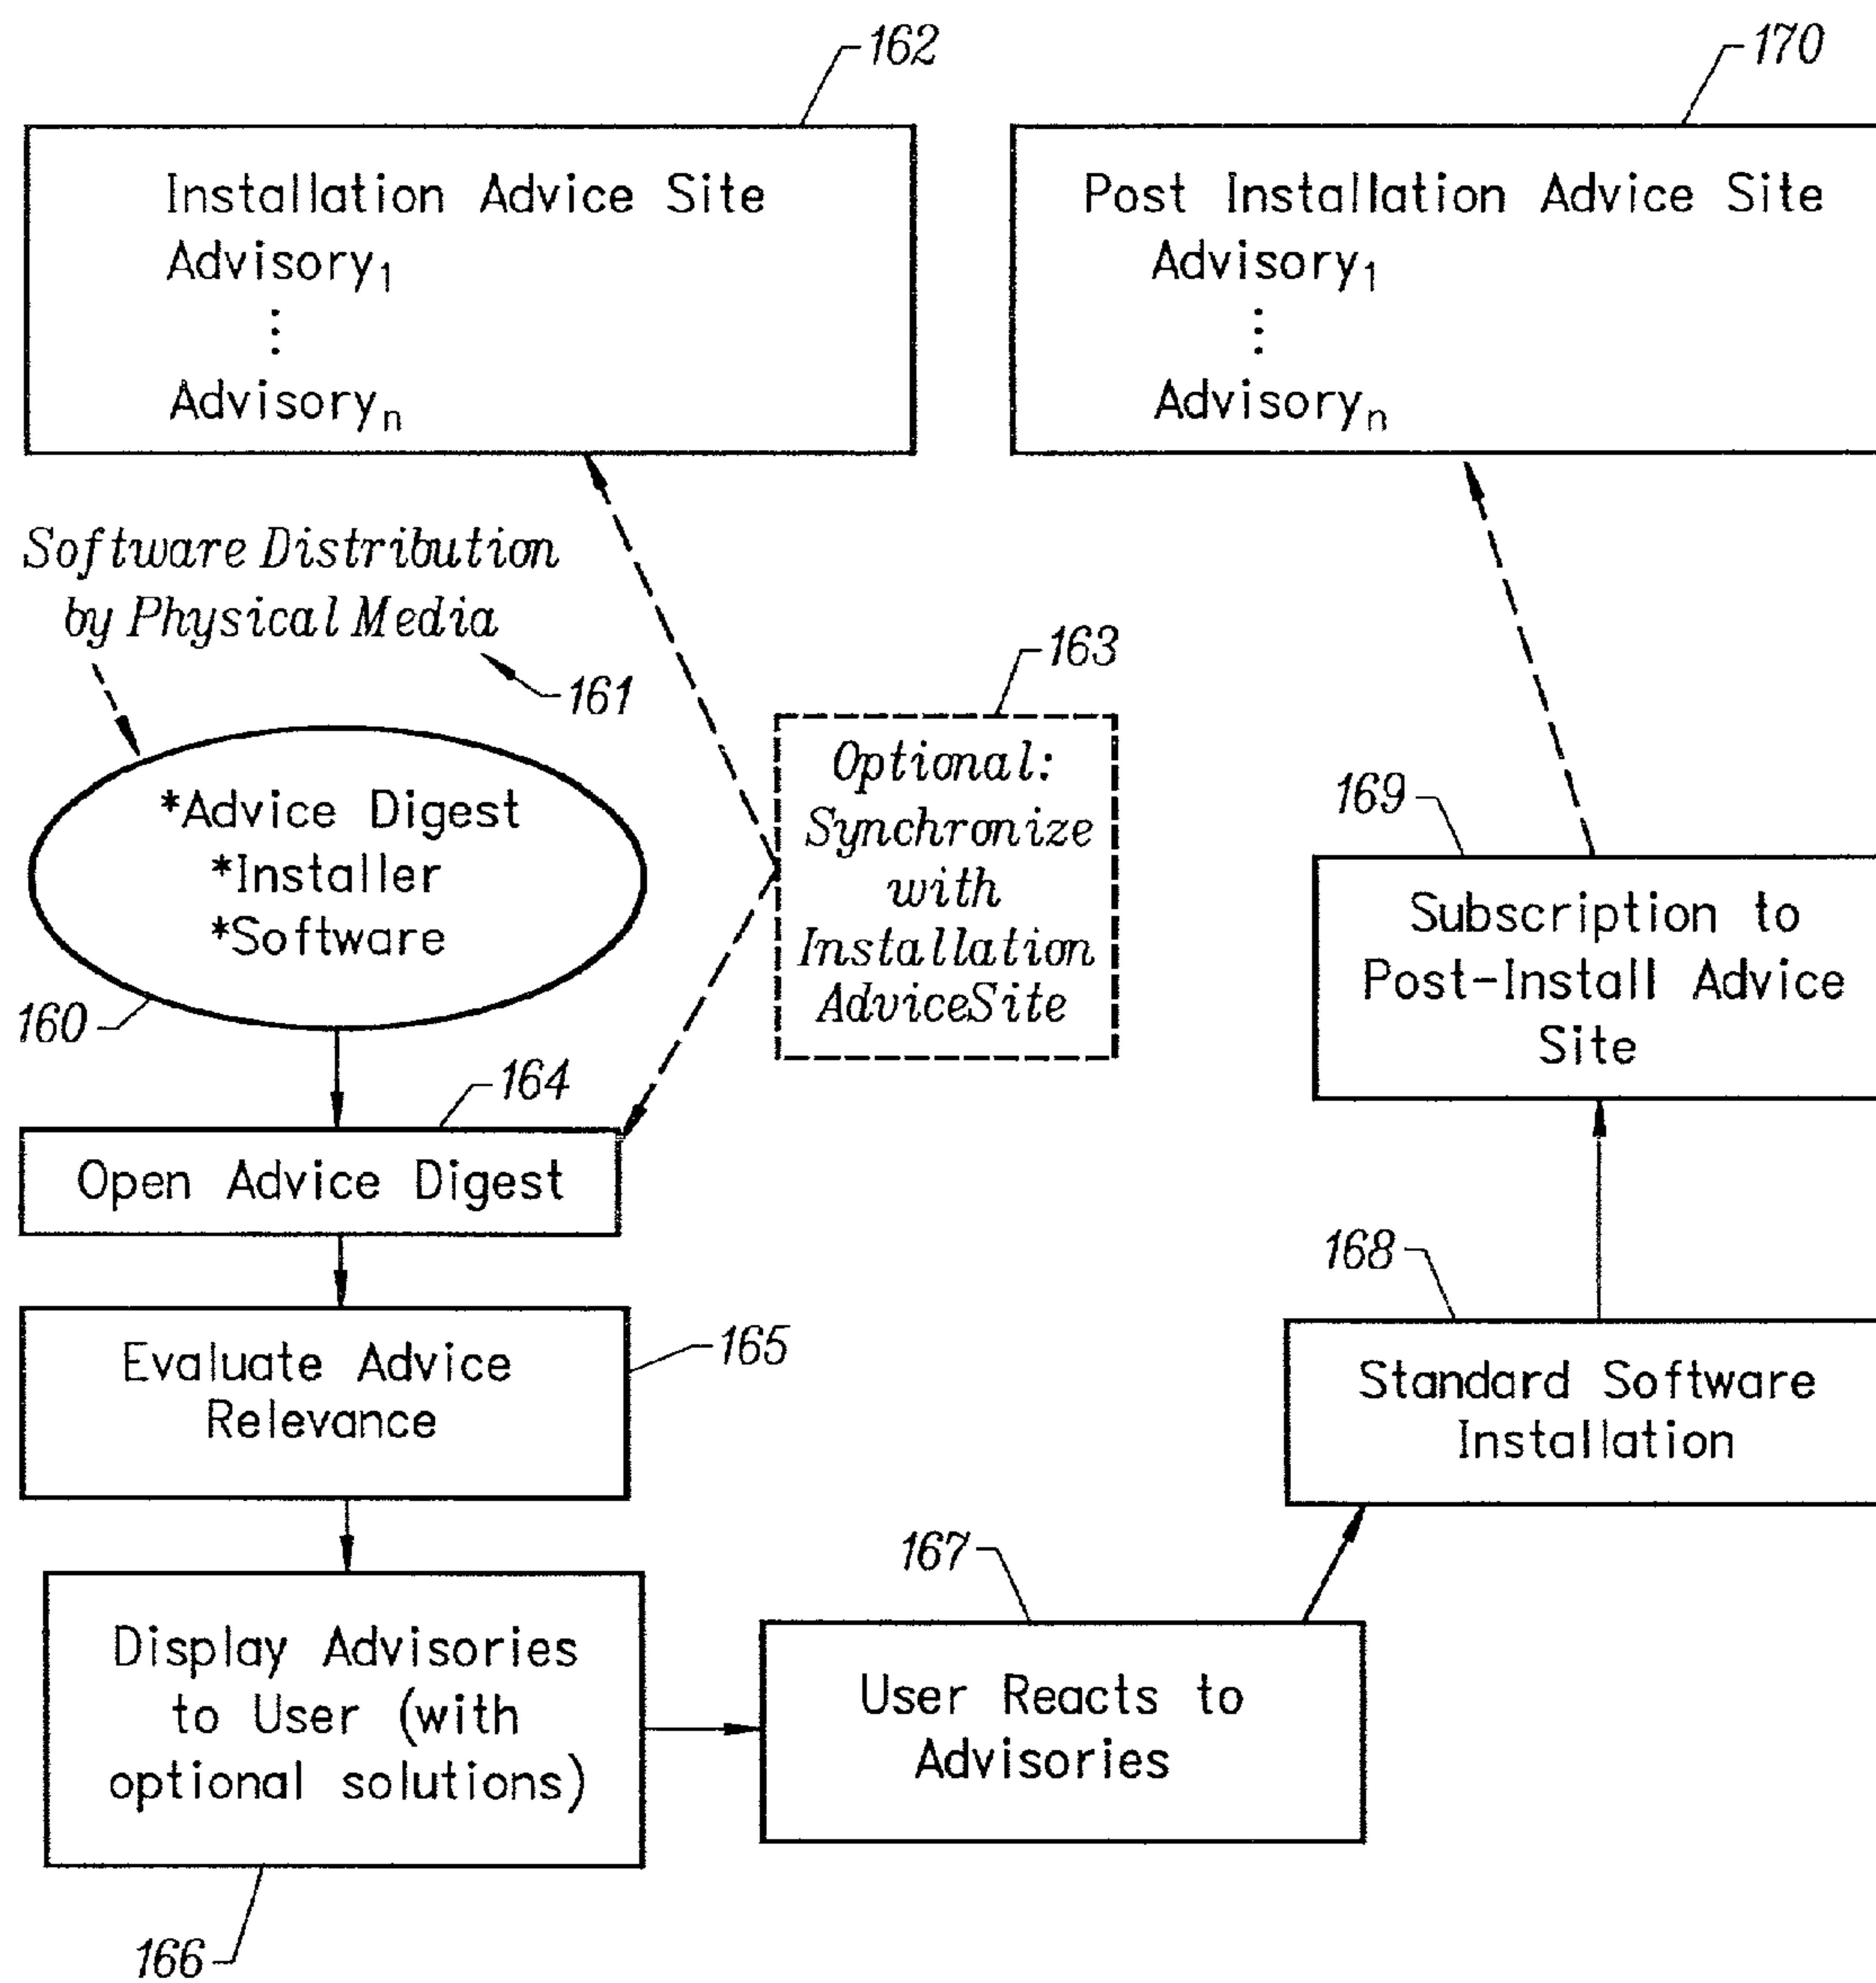 162
170
Installation Advice Site
Advisory1
Advisoryn
Post Installation Advice Site
Advisory1
Advisoryn
Software Distribution
by Physical Media
161
163
*Advice Digest
*Installer
*Software
160
Optional:
Synchronize
with
Installation
AdviceSite
169
Subscription to
Post-Install Advice
Site
164
Open Advice Digest
165
Evaluate Advice
Relevance
168
Standard Software
Installation
Display Advisories
to User (with
optional solutions)
166
167
User Reacts to
Advisories